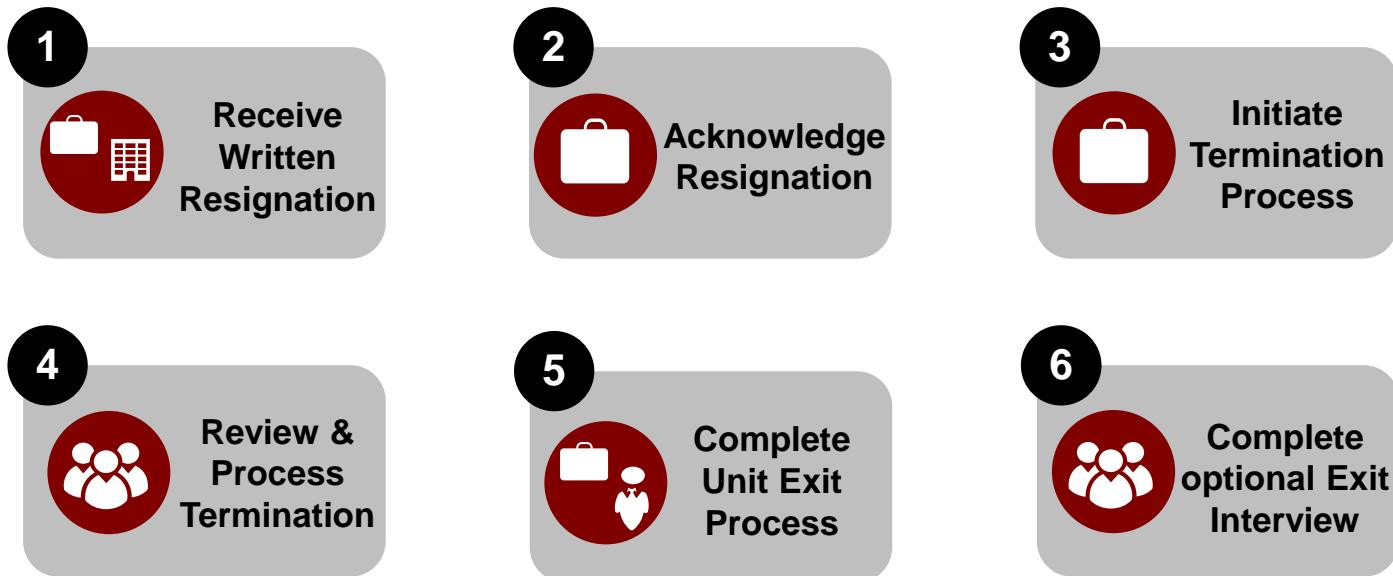 1
Receive
Written
Resignation
2
Acknowledge
Resignation
3
Initiate
Termination
Process
4
Review &
Process
Termination
5
Complete
Unit Exit
Process
6
Complete
optional Exit
Interview